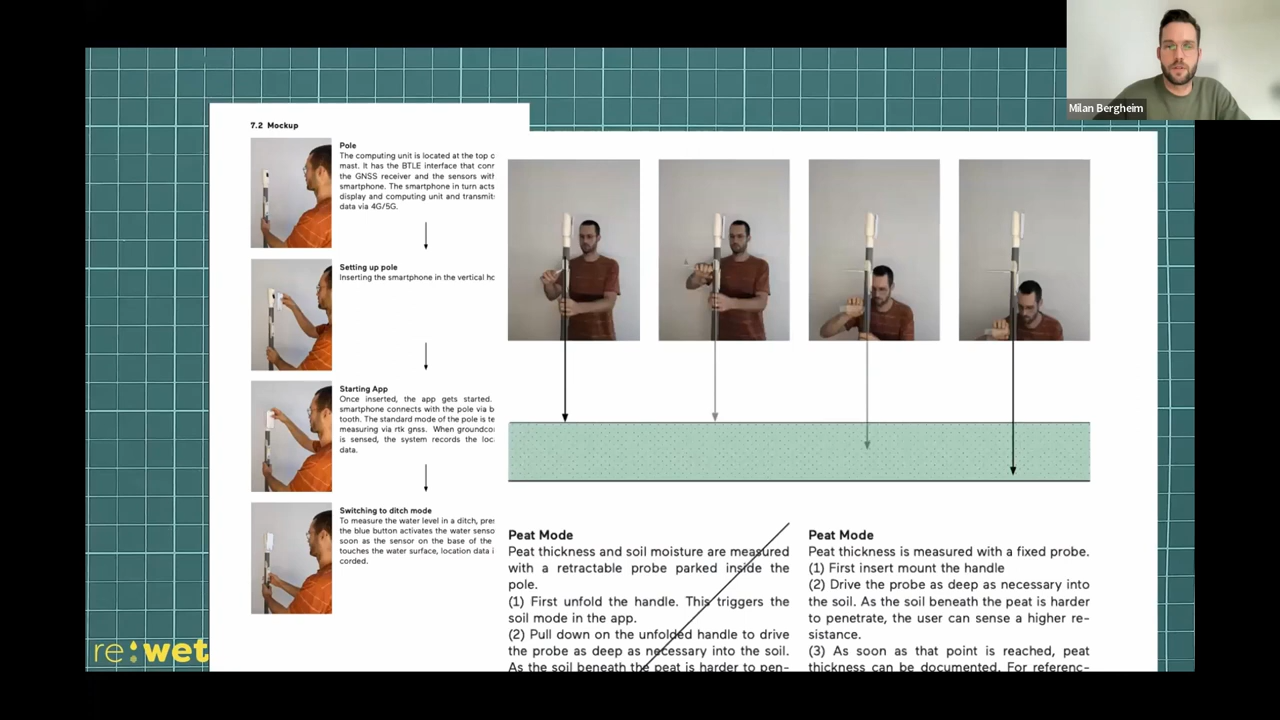 Milan Bergheim
7.2 Mockup
Pole
The computing unit is located at the top
mast. It has the BTLE interface that
the GNSS receiver and the sensors
smartphone. The smartphone in turn acts
display and computing unit and
data via 4G/5G.
Setting up pole
Inserting the smartphone in the vertical
Starting App
Once inserted, the app gets started.
smartphone connects with the pole via
tooth. The standard mode of the pole is
measuring via rtk gnss. When
is sensed, the system records the
data.
Switching to ditch mode
To measure the water level in a ditch,
the blue button activates the water
soon as the sensor on the base of the
touches the water surface, location data
corded.
Peat Mode
Peat thickness and soil moisture are measured
with a retractable probe parked inside the
pole.
(1) First unfold the handle. This triggers the
soil mode in the app.
(2) Pull down on the unfolded handle to drive
the probe as deep as necessary into the soil.
As the soil beneath the peat is harder to pen-
Peat Mode
Peat thickness is measured with a fixed probe.
(1) First insert mount the handle
(2) Drive the probe as deep as necessary into
the soil. As the soil beneath the peat is harder
to penetrate, the user can sense a higher re-
sistance.
(3) As soon as that point is reached, peat
thickness can be documented. For referenc-
re:wet